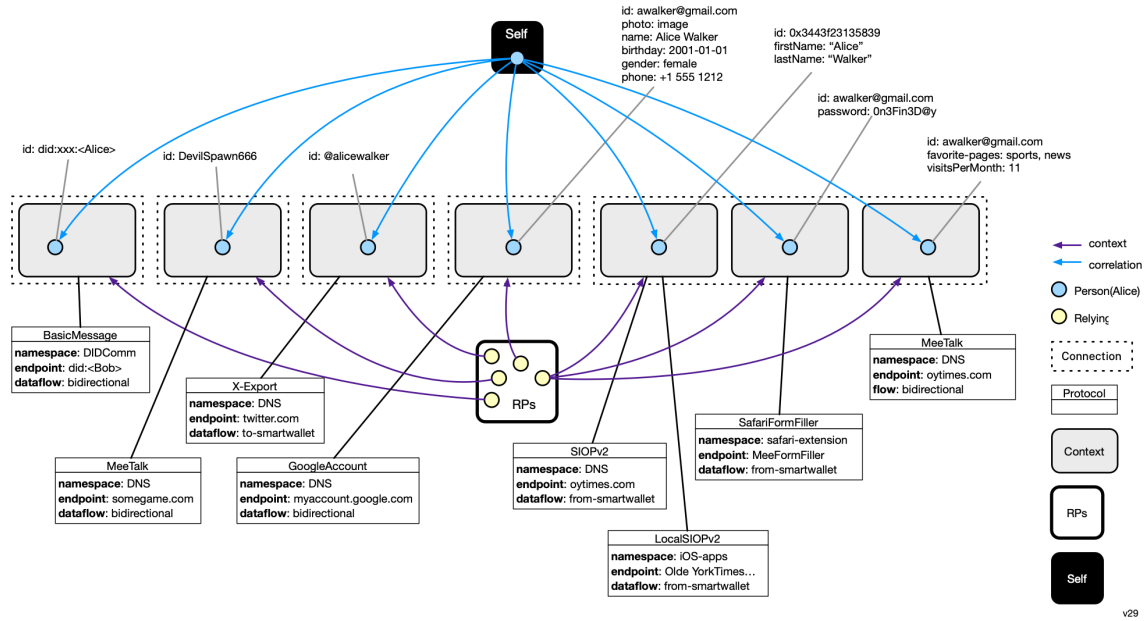 Self
id: awalker@gmail.com
photo: image
name: Alice Walker
birthday: 2001-01-01
gender: female
phone: +1 555 1212
id: 0x3443f23135839
firstName: “Alice”
lastName: “Walker”
id: awalker@gmail.com
password: 0n3Fin3D@y
id: awalker@gmail.com
favorite-pages: sports, news
visitsPerMonth: 11
id: did:xxx:<Alice>
id: DevilSpawn666
id: @alicewalker
context
correlation
Person(Alice)
Relying
Connection
Protocol
Context
RPs
Self
BasicMessage
namespace: DIDComm
endpoint: did:<Bob>
dataflow: bidirectional
MeeTalk
namespace: DNS
endpoint: somegame.com
dataflow: bidirectional
X-Export
namespace: DNS
endpoint: twitter.com
dataflow: to-smartwallet
GoogleAccount
namespace: DNS
endpoint: myaccount.google.com
dataflow: bidirectional
RPs
SIOPv2
namespace: DNS
endpoint: oytimes.com
dataflow: from-smartwallet
LocalSIOPv2
namespace: iOS-apps
endpoint: Olde YorkTimes...
dataflow: from-smartwallet
SafariFormFiller
namespace: safari-extension
endpoint: MeeFormFiller
dataflow: from-smartwallet
MeeTalk
namespace: DNS
endpoint: oytimes.com
flow: bidirectional
v29